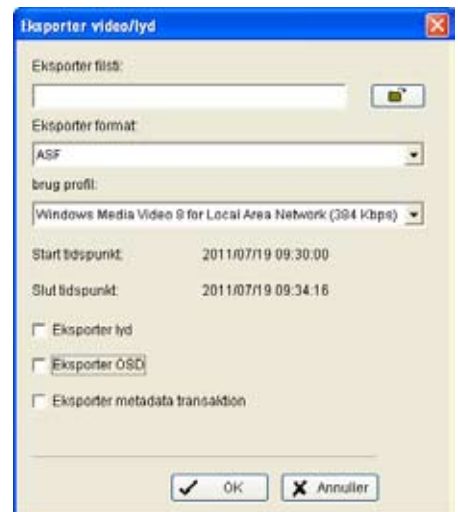 Eksporter video/lyd
Eksporter filsti:
Eksporter format:
ASF
brug profil:
Windows Media Video 8 for Local Area Network (384 Kbps)
Start tidspunkt: 2011/07/19 09:30:00
Slut tidspunkt: 2011/07/19 09:34:16
Eksporter lyd
Eksporter OSD
Eksporter metadata transaktion
OK Annuller